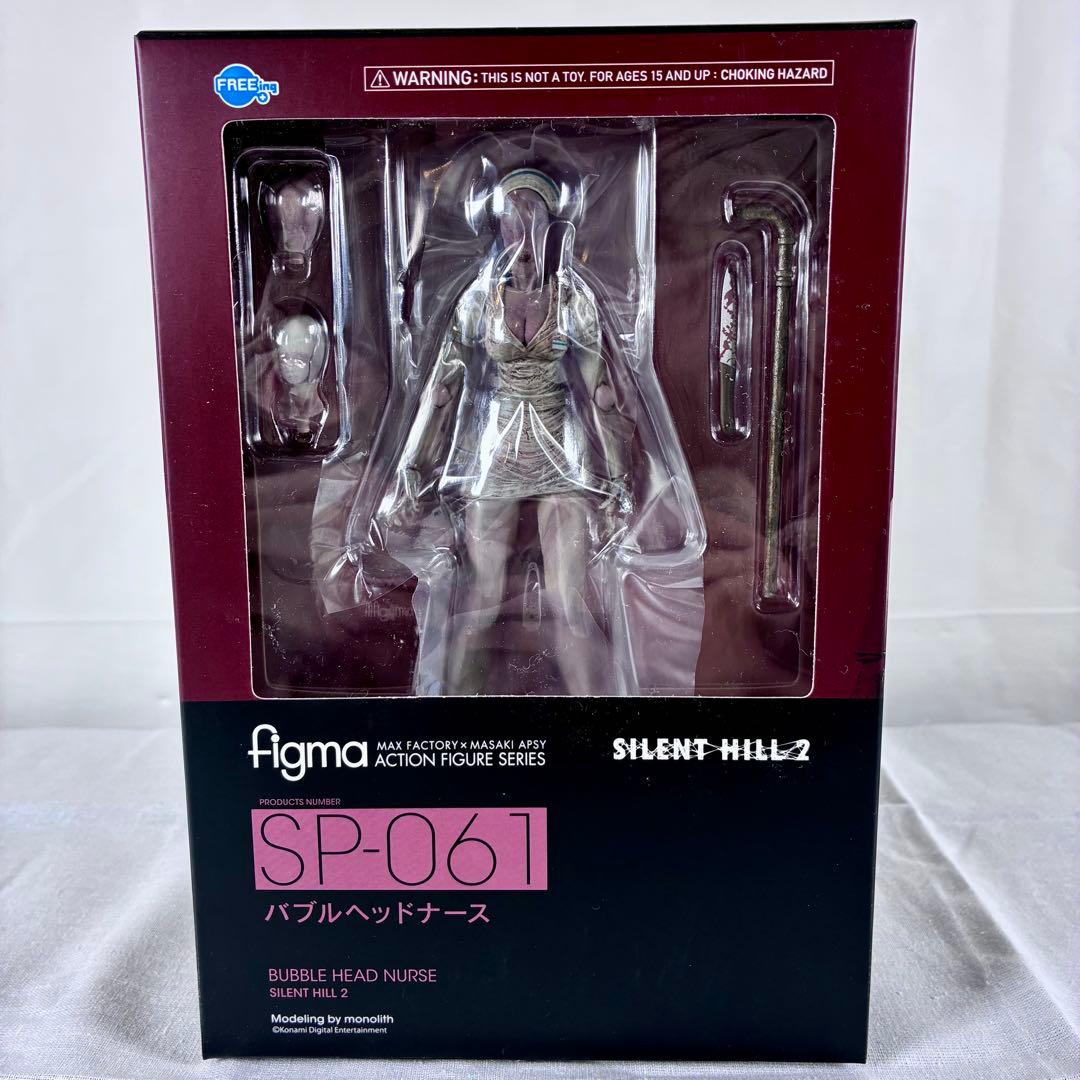 FREEing
WARNING: THIS IS NOT A TOY. FOR AGES 15 AND UP : CHOKING HAZARD
figma
figma MAX FACTORY × MASAKI APSY
ACTION FIGURE SERIES
SILENT HILL 2
PRODUCTS NUMBER
SP-061
バブルヘッドナース
BUBBLE HEAD NURSE
SILENT HILL 2
Modeling by monolith
©Konami Digital Entertainment